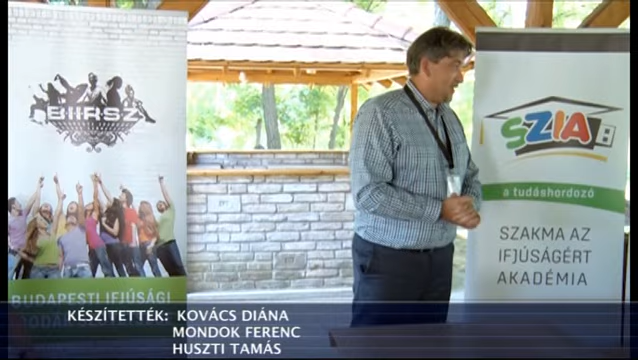 BIIRSZ
BUDAPESTI IFJÚSÁGI
SZIA
a tudáshordozó
SZAKMA AZ
IFJÚSÁGÉRT
AKADÉMIA
KÉSZÍTETTÉK: KOVÁCS DIÁNA
MONDOK FERENC
HUSZTI TAMÁS